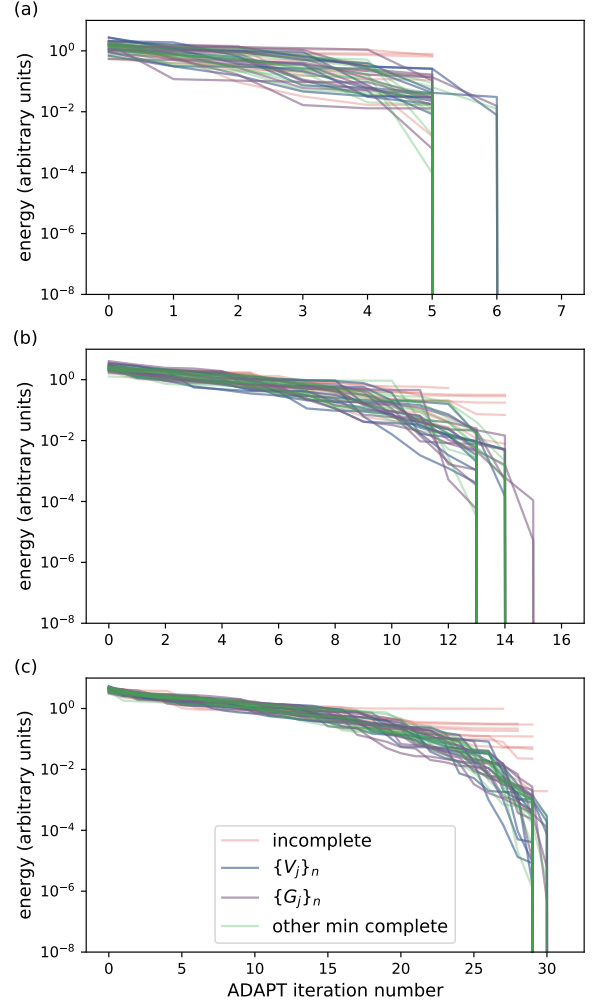 (a)
energy (arbitrary units)
10^0
10^−2
10^−4
10^−6
10^−8
0 1 2 3 4 5 6 7
(b)
energy (arbitrary units)
10^0
10^−2
10^−4
10^−6
10^−8
0 2 4 6 8 10 12 14 16
(c)
energy (arbitrary units)
10^0
10^−2
10^−4
10^−6
10^−8
incomplete
{V_j}_n
{G_j}_n
other min complete
0 5 10 15 20 25 30
ADAPT iteration number